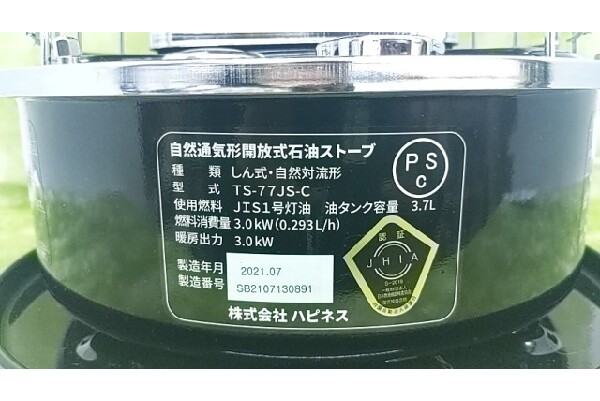 自然通気形開放式石油ストーブ
種 類 しん式・自然対流形
型 式 TS-77JS-C
使用燃料 JIS1号灯油 油タンク容量 3.7L
燃料消費量 3.0kW(0.293L/h)
暖房出力 3.0kW
製造年月 2021.07
製造番号 SB2107130891
株式会社 ハピネス
PS
C
認証
JHIA